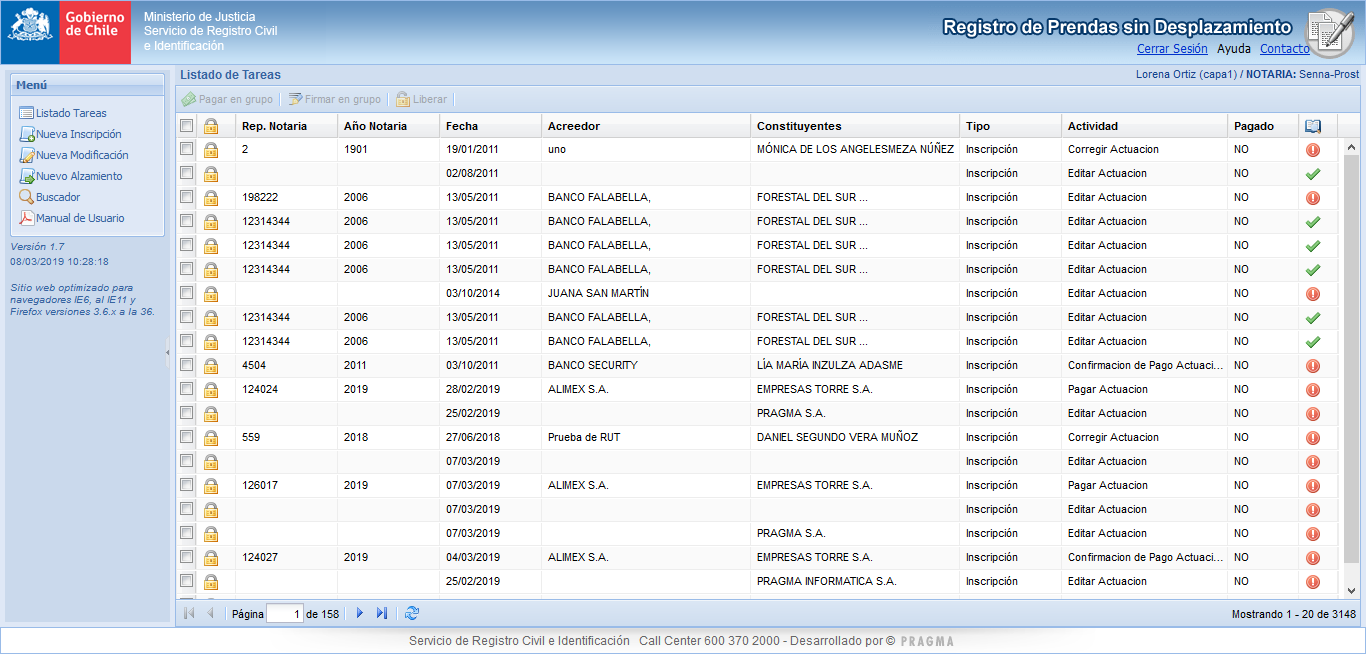 Gobierno
de Chile
Ministerio de Justicia
Servicio de Registro Civil
e Identificación
Registro de Prendas sin Desplazamiento
Cerrar Sesión Ayuda Contacto
Menú
Listado Tareas
Nueva Inscripción
Nueva Modificación
Nuevo Alzamiento
Buscador
Manual de Usuario
Versión 1.7
08/03/2019 10:28:18
Sitio web optimizado para
navegadores IE6, al IE11 y
Firefox versiones 3.6.x a la 36.
Listado de Tareas
Lorena Ortiz (capa1) / NOTARIA: Senna-Prost
Pagar en grupo Firmar en grupo Liberar
Rep. Notaria Año Notaria Fecha Acreedor Constituyentes Tipo Actividad Pagado
2 1901 19/01/2011 uno MÓNICA DE LOS ANGELESMEZA NÚÑEZ Inscripción Corregir Actuacion NO
02/08/2011 Inscripción Editar Actuacion NO
198222 2006 13/05/2011 BANCO FALABELLA, FORESTAL DEL SUR ... Inscripción Editar Actuacion NO
12314344 2006 13/05/2011 BANCO FALABELLA, FORESTAL DEL SUR ... Inscripción Editar Actuacion NO
12314344 2006 13/05/2011 BANCO FALABELLA, FORESTAL DEL SUR ... Inscripción Editar Actuacion NO
12314344 2006 13/05/2011 BANCO FALABELLA, FORESTAL DEL SUR ... Inscripción Editar Actuacion NO
03/10/2014 JUANA SAN MARTÍN Inscripción Editar Actuacion NO
12314344 2006 13/05/2011 BANCO FALABELLA, FORESTAL DEL SUR ... Inscripción Editar Actuacion NO
12314344 2006 13/05/2011 BANCO FALABELLA, FORESTAL DEL SUR ... Inscripción Editar Actuacion NO
4504 2011 03/10/2011 BANCO SECURITY LÍA MARÍA INZULZA ADASME Inscripción Confirmacion de Pago Actuaci... NO
124024 2019 28/02/2019 ALIMEX S.A. EMPRESAS TORRE S.A. Inscripción Pagar Actuacion NO
25/02/2019 PRAGMA S.A. Inscripción Editar Actuacion NO
559 2018 27/06/2018 Prueba de RUT DANIEL SEGUNDO VERA MUÑOZ Inscripción Corregir Actuacion NO
07/03/2019 Inscripción Editar Actuacion NO
126017 2019 07/03/2019 ALIMEX S.A. EMPRESAS TORRE S.A. Inscripción Pagar Actuacion NO
07/03/2019 Inscripción Editar Actuacion NO
07/03/2019 PRAGMA S.A. Inscripción Editar Actuacion NO
124027 2019 04/03/2019 ALIMEX S.A. EMPRESAS TORRE S.A. Inscripción Confirmacion de Pago Actuaci... NO
25/02/2019 PRAGMA INFORMATICA S.A. Inscripción Editar Actuacion NO
Página 1 de 158
Mostrando 1 - 20 de 3148
Servicio de Registro Civil e Identificación Call Center 600 370 2000 - Desarrollado por © PRAGMA